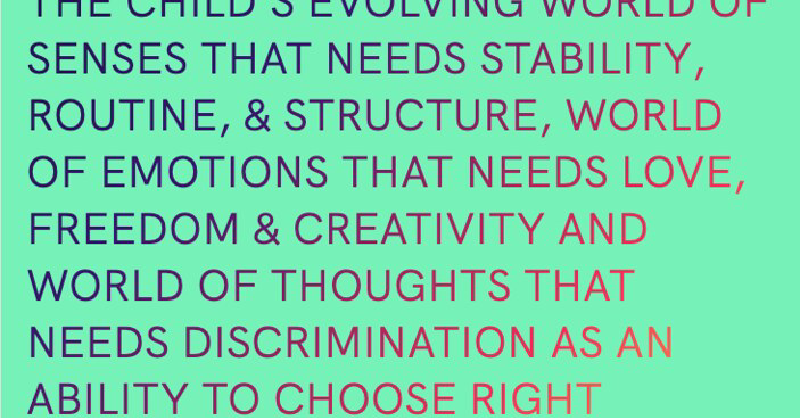 THE CHILD'S EVOLVING WORLD OF
SENSES THAT NEEDS STABILITY,
ROUTINE, & STRUCTURE, WORLD
OF EMOTIONS THAT NEEDS LOVE,
FREEDOM & CREATIVITY AND
WORLD OF THOUGHTS THAT
NEEDS DISCRIMINATION AS AN
ABILITY TO CHOOSE RIGHT